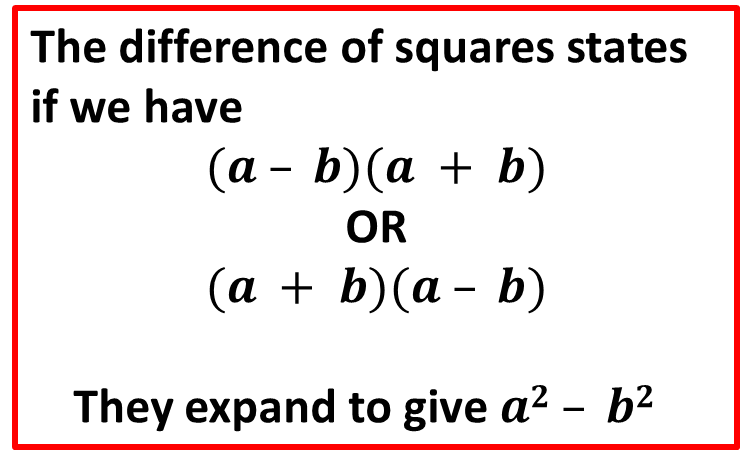 The difference of squares states
if we have
(a – b)(a + b)
OR
(a + b)(a – b)
They expand to give a² – b²